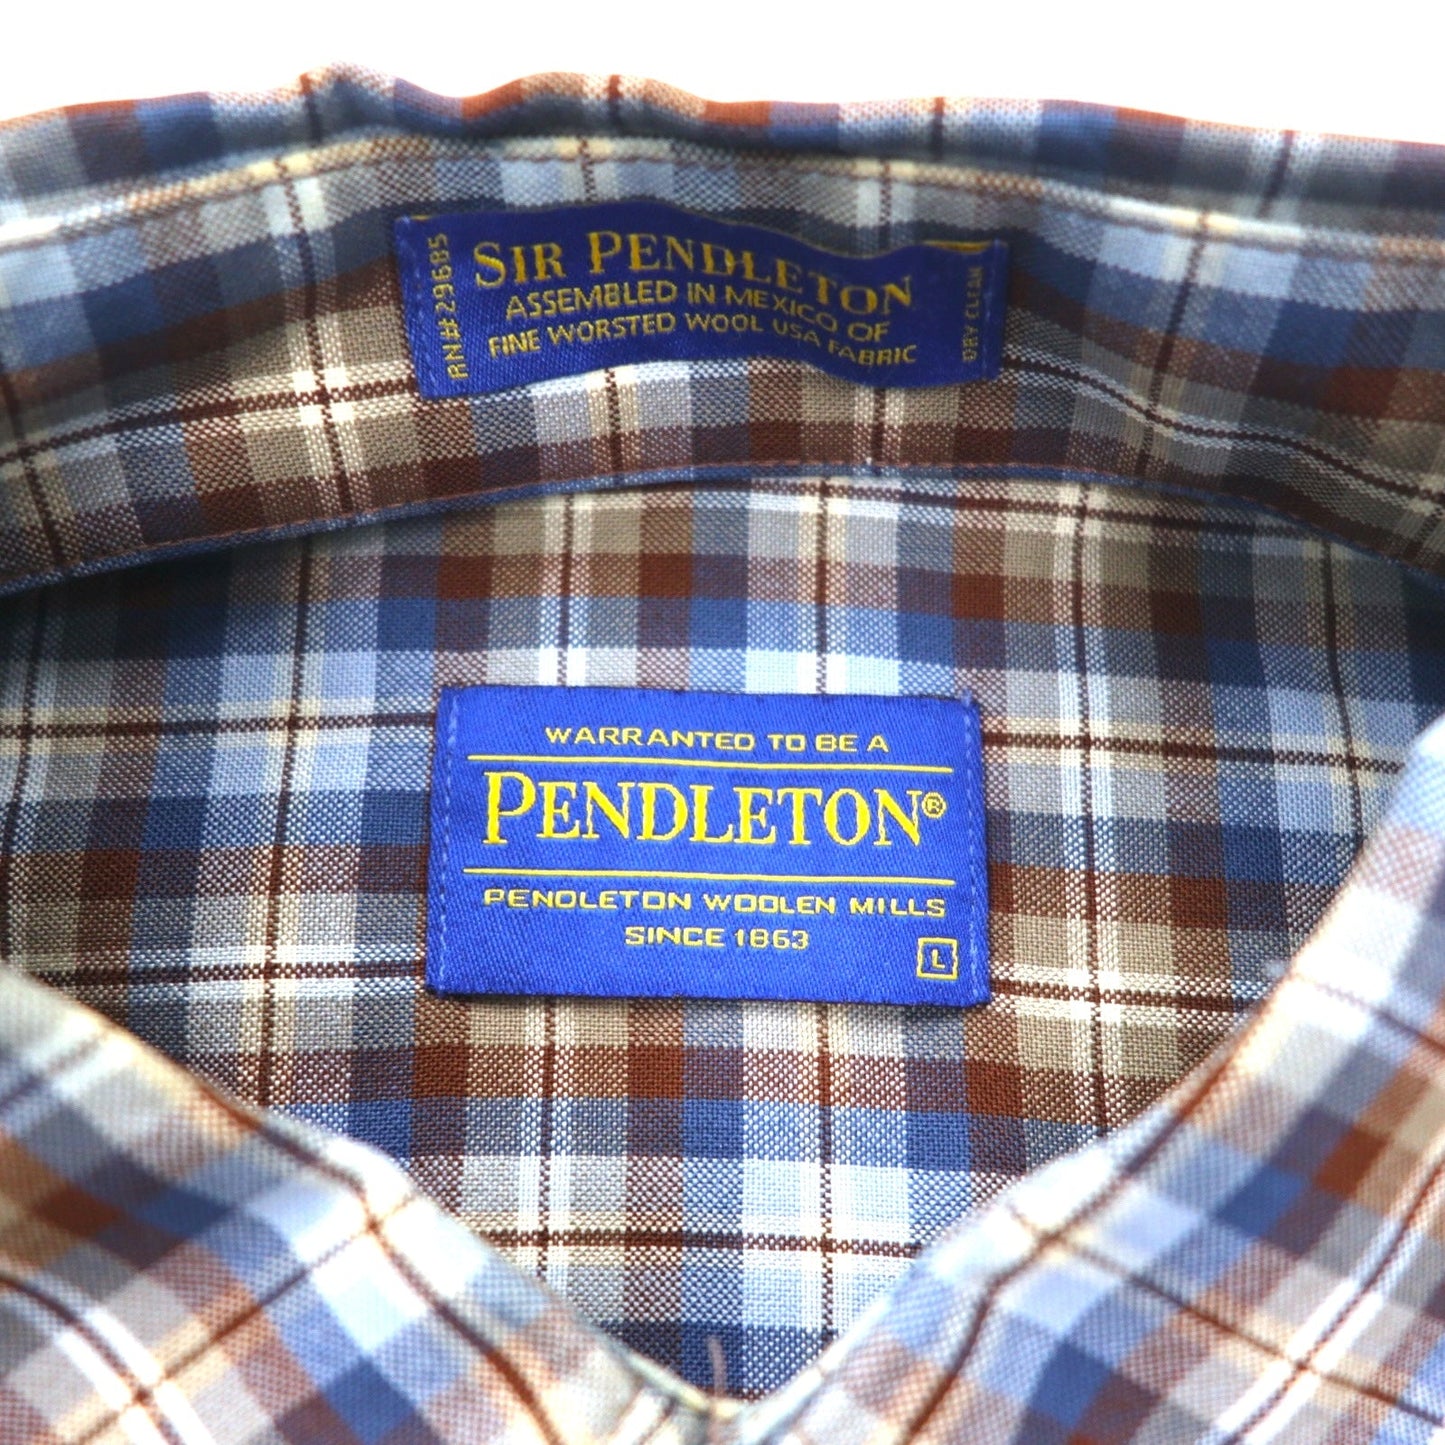 RN#29685
SIR PENDLETON
ASSEMBLED IN MEXICO OF
FINE WORSTED WOOL USA FABRIC
DRY CLEAN
WARRANTED TO BE A
PENDLETON®
PENDLETON WOOLEN MILLS
SINCE 1863
L